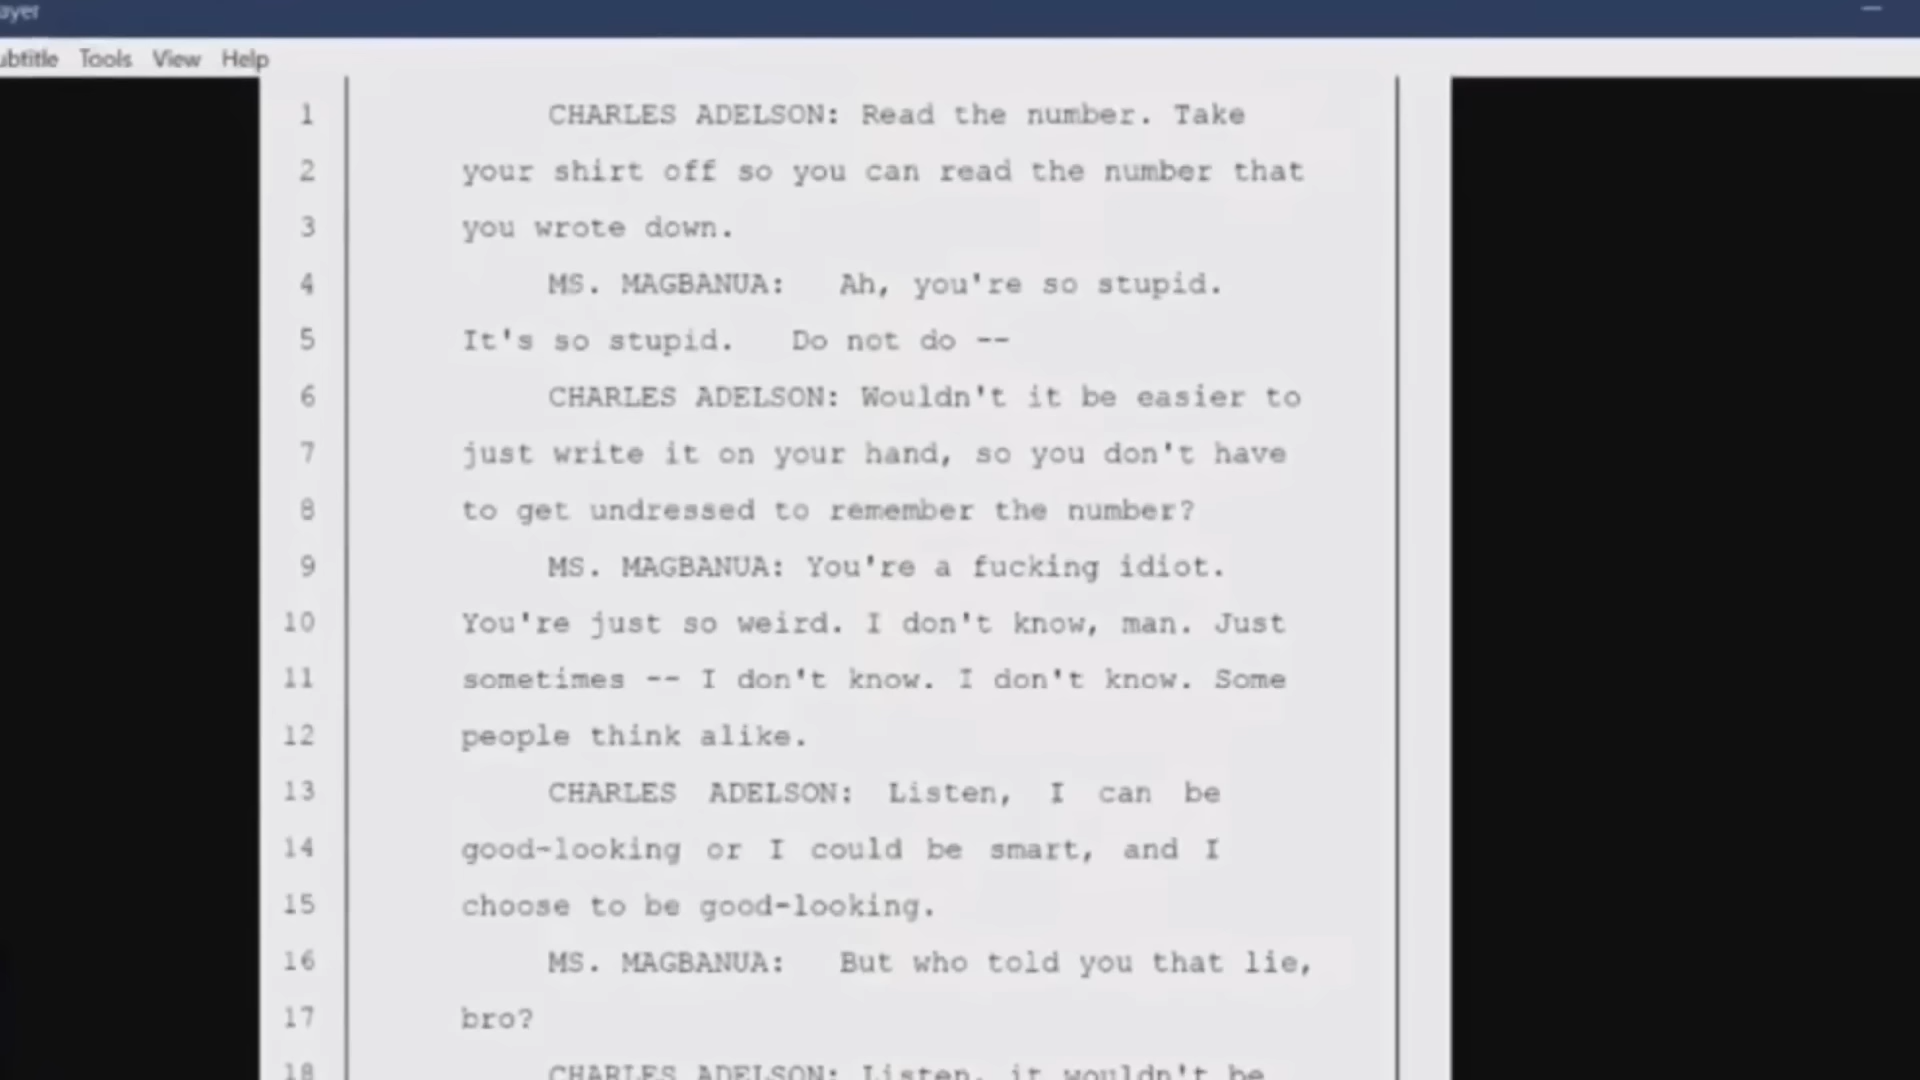 ayer
ubtitle Tools View Help
1 CHARLES ADELSON: Read the number. Take
2 your shirt off so you can read the number that
3 you wrote down.
4 MS. MAGBANUA: Ah, you're so stupid.
5 It's so stupid. Do not do --
6 CHARLES ADELSON: Wouldn't it be easier to
7 just write it on your hand, so you don't have
8 to get undressed to remember the number?
9 MS. MAGBANUA: You're a fucking idiot.
10 You're just so weird. I don't know, man. Just
11 sometimes -- I don't know. I don't know. Some
12 people think alike.
13 CHARLES ADELSON: Listen, I can be
14 good-looking or I could be smart, and I
15 choose to be good-looking.
16 MS. MAGBANUA: But who told you that lie,
17 bro?
18 CHARLES ADELSON: Listen, it wouldn't be